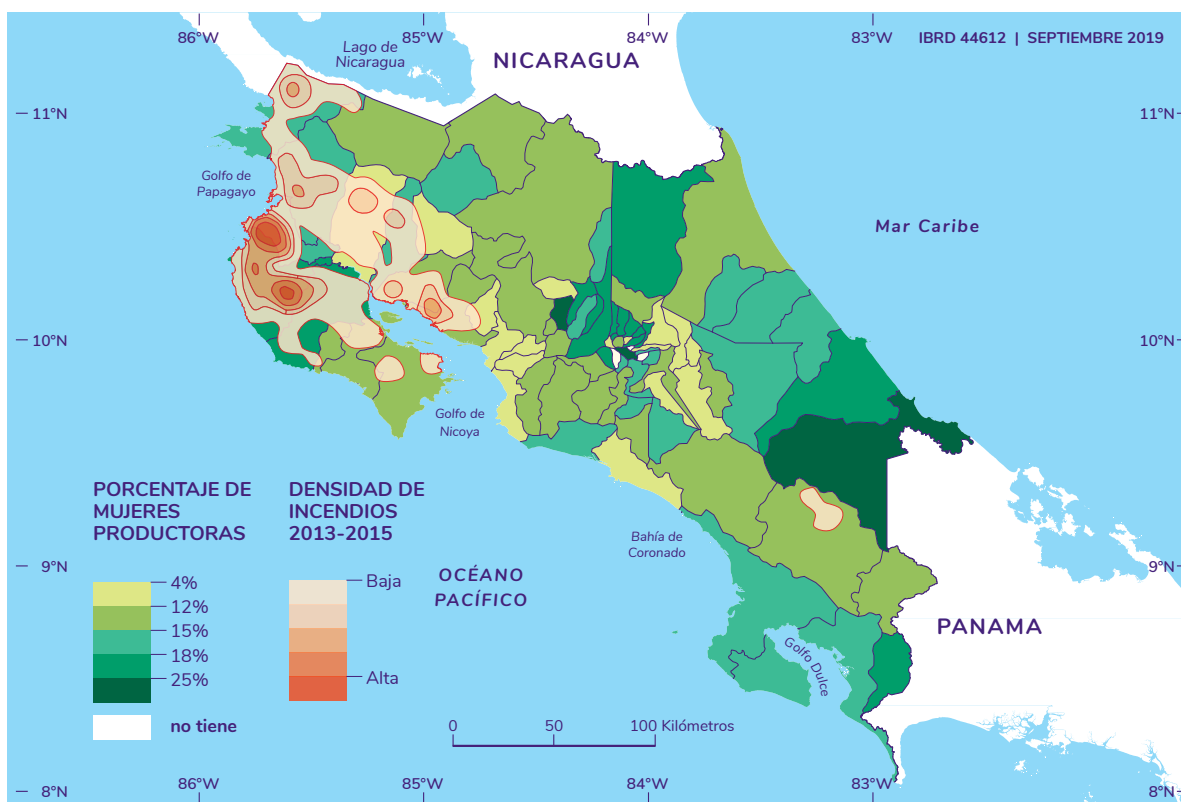 86°W
85°W
84°W
83°W
IBRD 44612 | SEPTIEMBRE 2019
Lago de
Nicaragua
NICARAGUA
11°N
11°N
Golfo de
Papagayo
Mar Caribe
10°N
10°N
Golfo de
Nicoya
PORCENTAJE DE
MUJERES
PRODUCTORAS
4%
12%
15%
18%
25%
no tiene
DENSIDAD DE
INCENDIOS
2013-2015
Baja
Alta
Bahía de
Coronado
OCÉANO
PACÍFICO
9°N
9°N
PANAMA
Golfo Dulce
0
50
100 Kilómetros
8°N
86°W
85°W
84°W
83°W
8°N